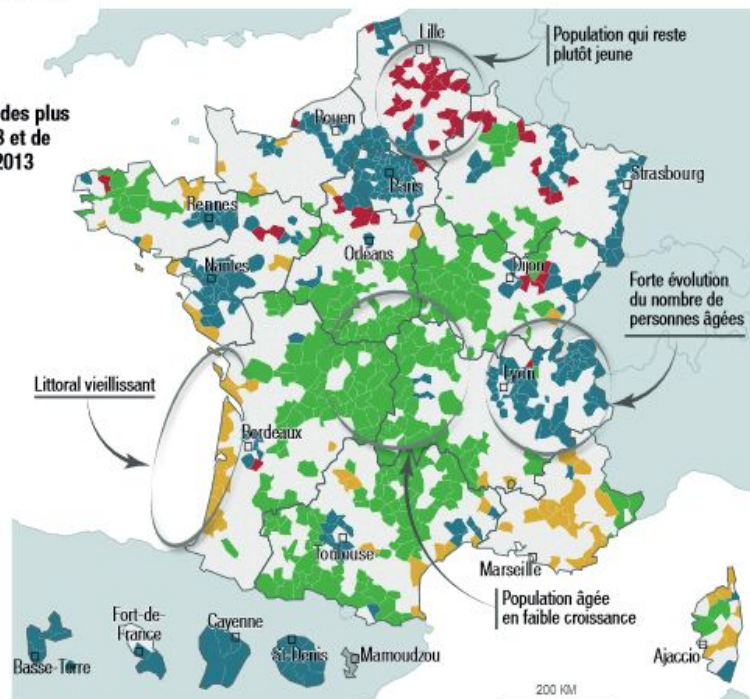 Lille
Population qui reste
plutôt jeune
des plus
et de
2013
Rouen
Paris
Strasbourg
Rennes
Orléans
Nantes
Dijon
Forte évolution
du nombre de
personnes âgées
Littoral vieillissant
Lyon
Bordeaux
Toulouse
Marseille
Population âgée
en faible croissance
Fort-de-
France
Cayenne
St-Denis
Mamoudzou
Basse-Terre
Ajaccio
200 KM